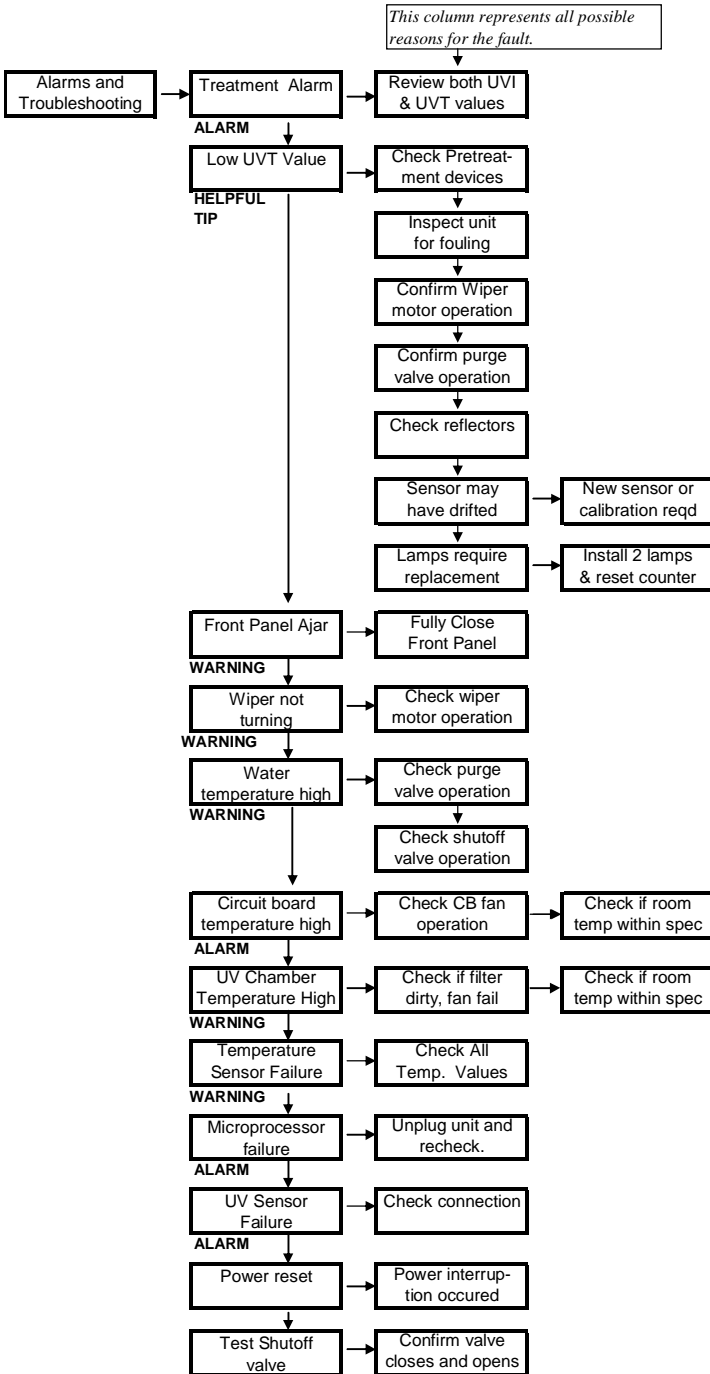 This column represents all possible
reasons for the fault.
Alarms and
Troubleshooting
Treatment Alarm
Review both UVI
& UVT values
ALARM
Low UVT Value
Check Pretreat-
ment devices
HELPFUL
TIP
Inspect unit
for fouling
Confirm Wiper
motor operation
Confirm purge
valve operation
Check reflectors
Sensor may
have drifted
New sensor or
calibration reqd
Lamps require
replacement
Install 2 lamps
& reset counter
Front Panel Ajar
Fully Close
Front Panel
WARNING
Wiper not
turning
Check wiper
motor operation
WARNING
Water
temperature high
Check purge
valve operation
WARNING
Check shutoff
valve operation
Circuit board
temperature high
Check CB fan
operation
Check if room
temp within spec
ALARM
UV Chamber
Temperature High
Check if filter
dirty, fan fail
Check if room
temp within spec
WARNING
Temperature
Sensor Failure
Check All
Temp. Values
WARNING
Microprocessor
failure
Unplug unit and
recheck.
ALARM
UV Sensor
Failure
Check connection
ALARM
Power reset
Power interrup-
tion occured
Test Shutoff
valve
Confirm valve
closes and opens